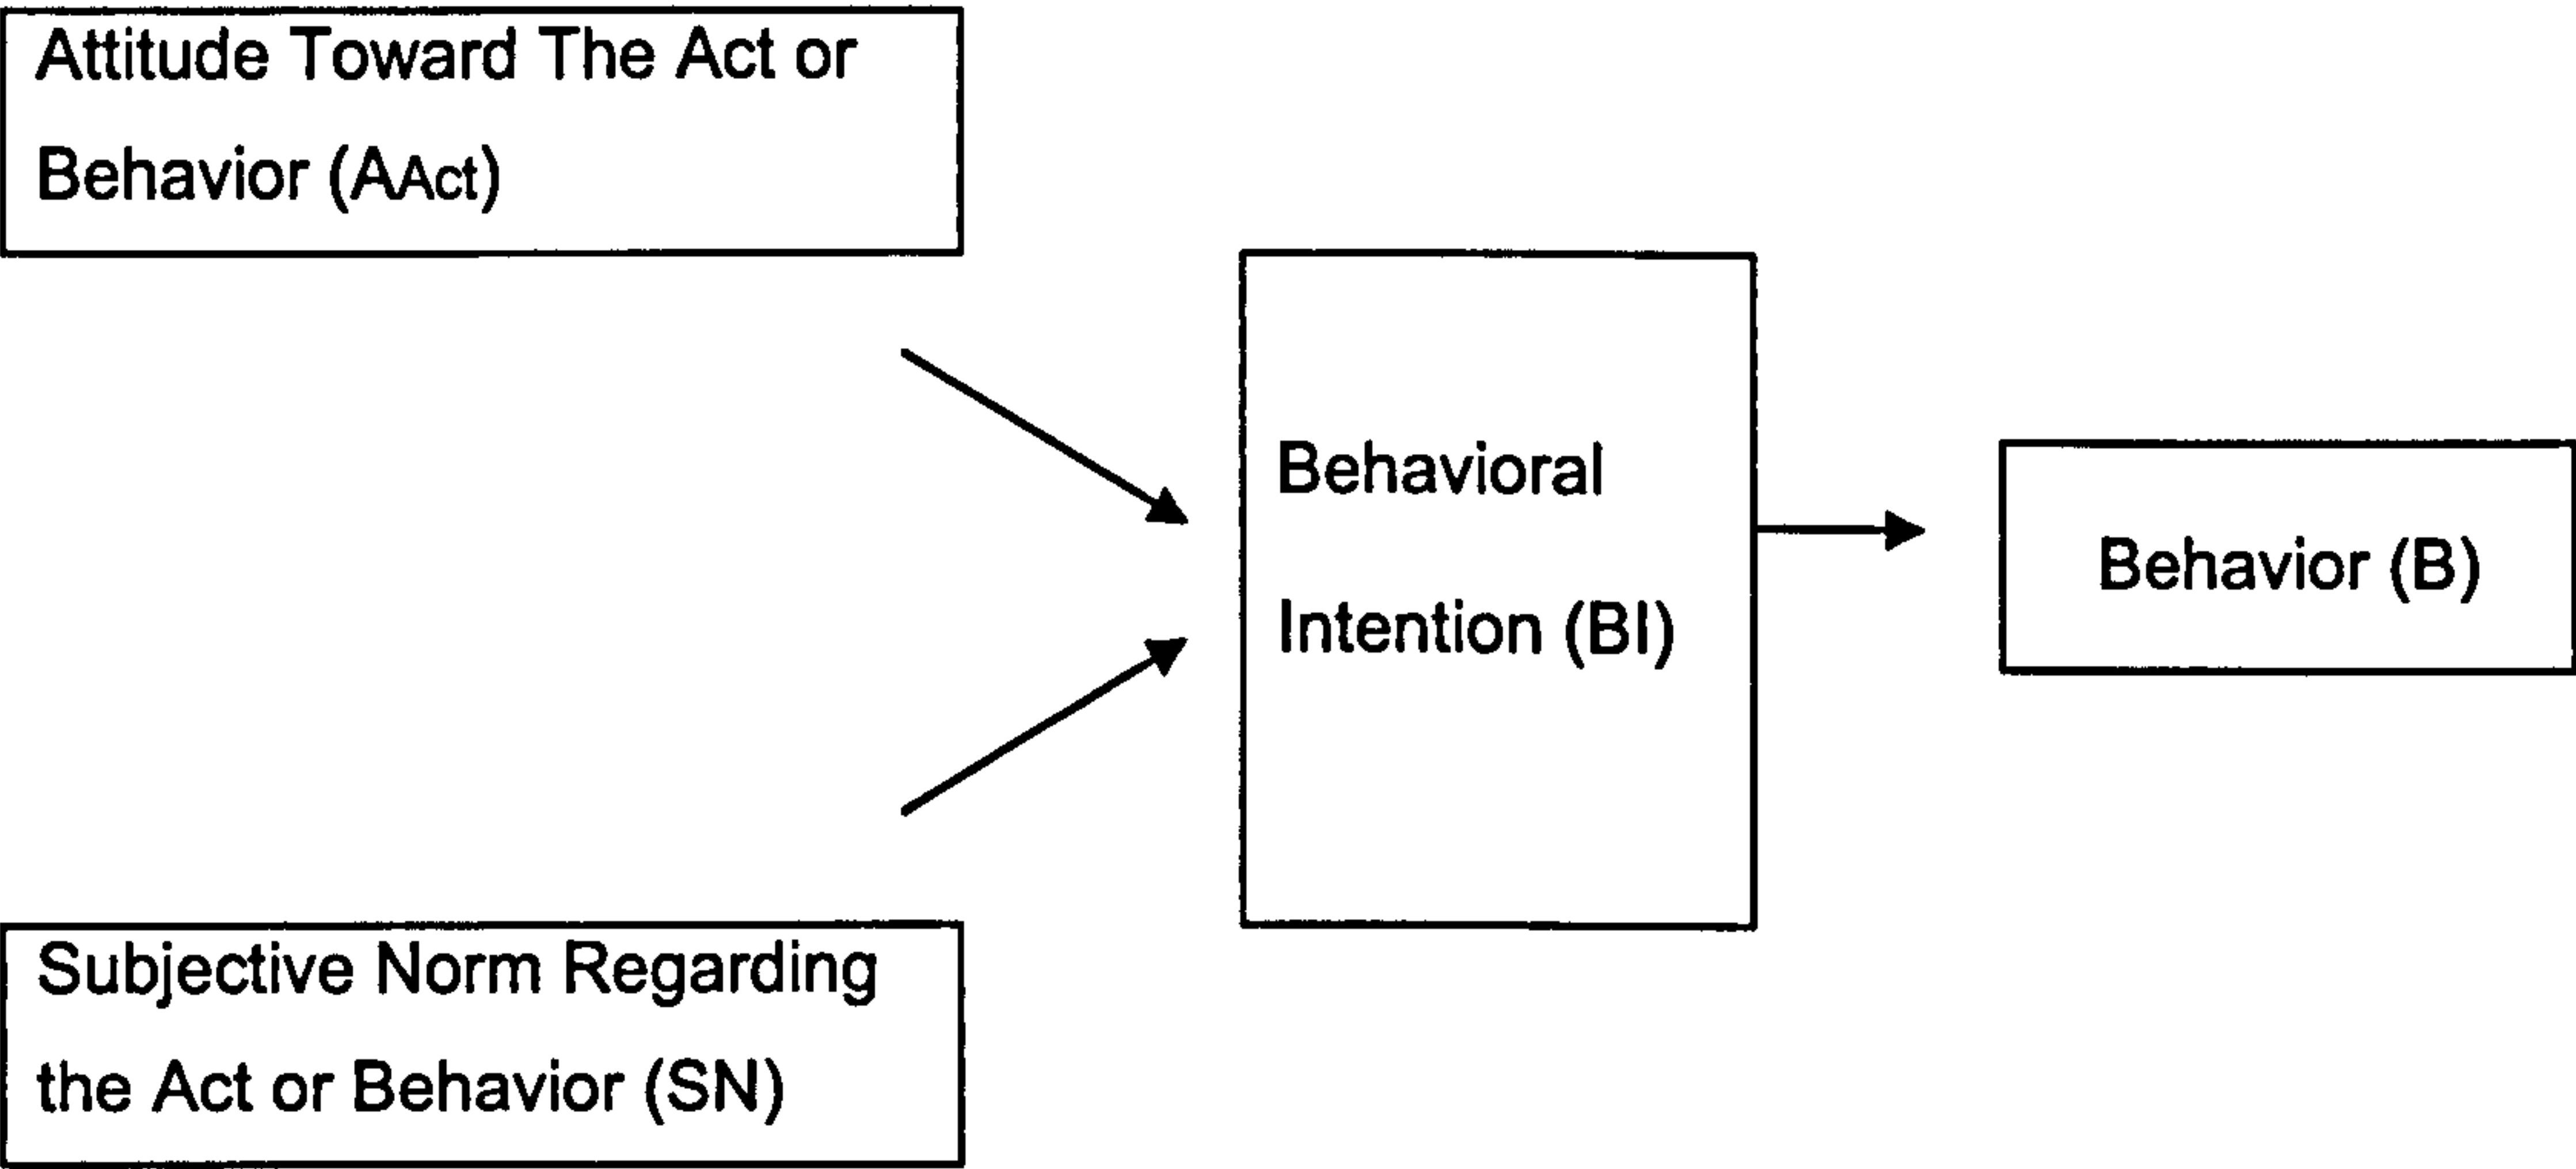 Attitude Toward The Act or
Behavior (AAct)
Behavioral
Intention (BI)
Behavior (B)
Subjective Norm Regarding
the Act or Behavior (SN)